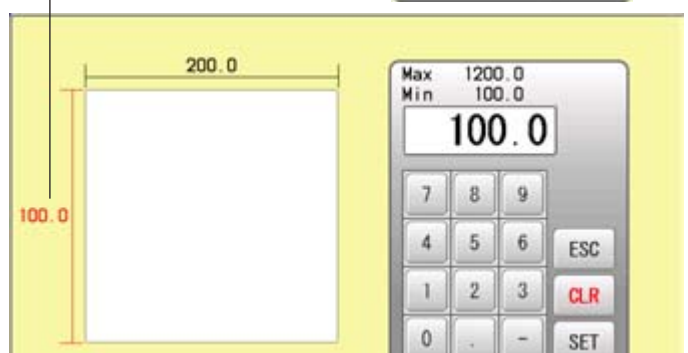 200.0
100.0
Max 1200.0
Min 100.0
100.0
7 8 9
4 5 6 ESC
1 2 3 CLR
0 . - SET